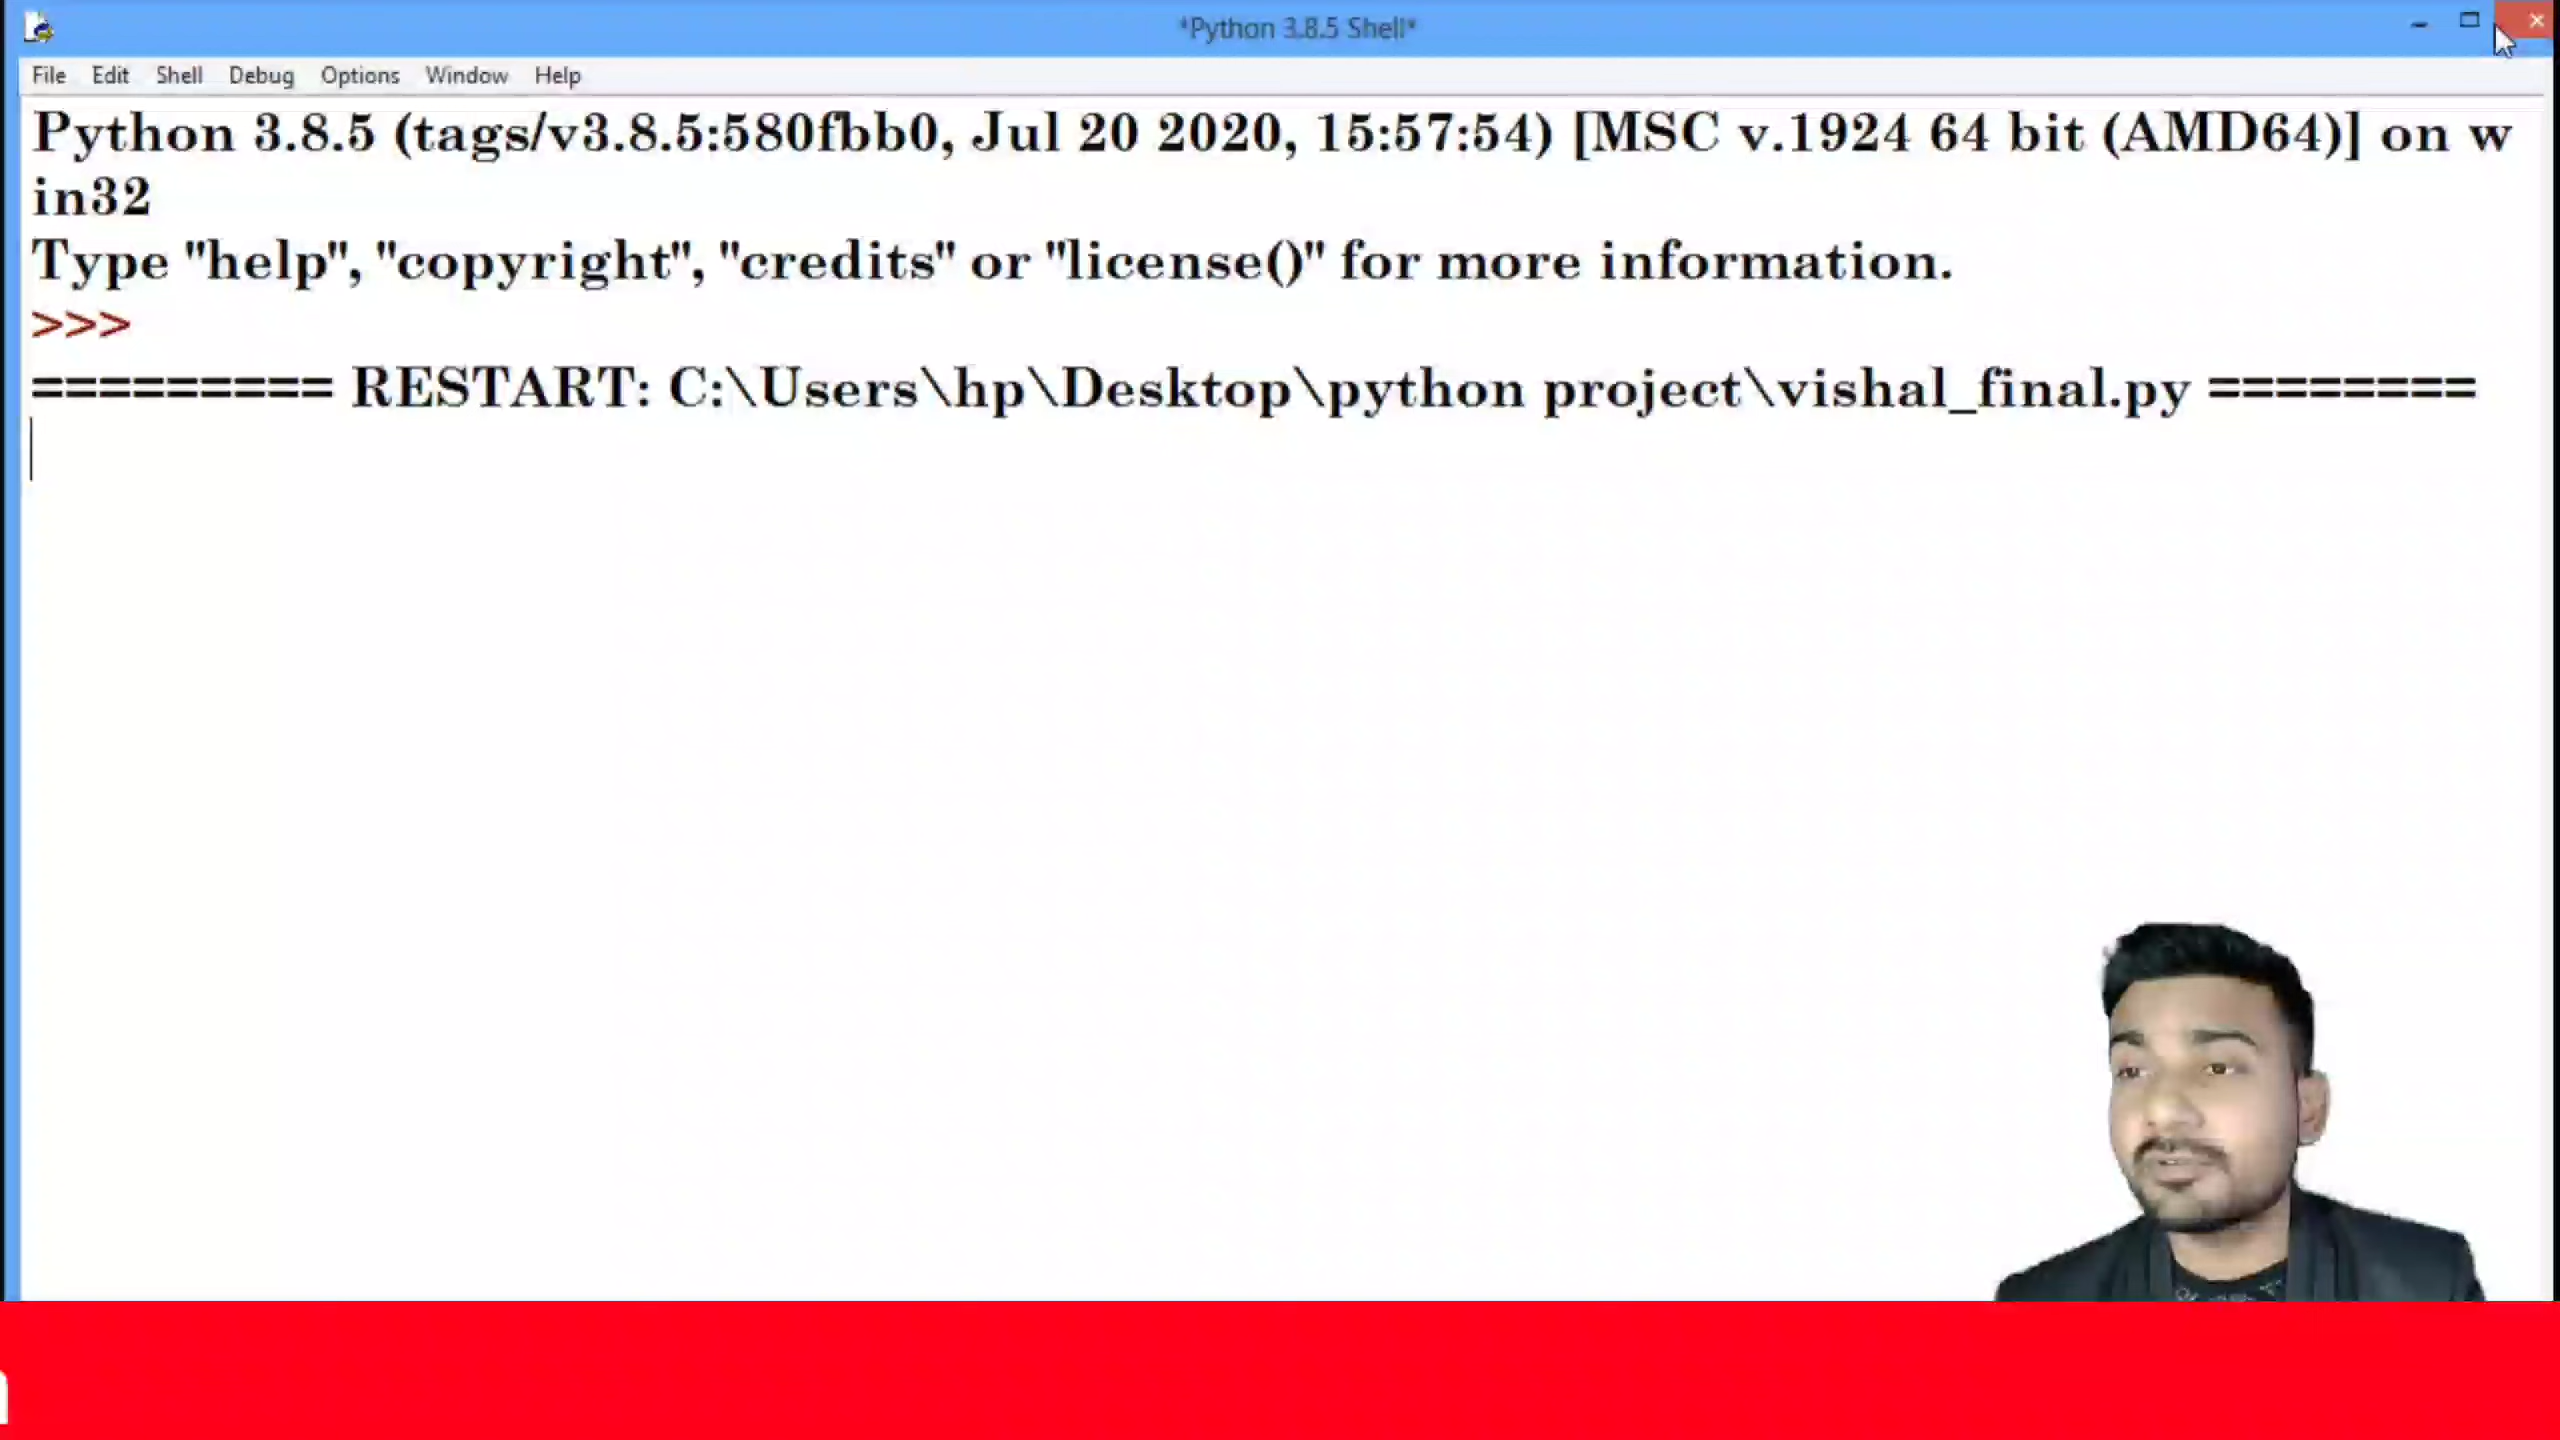 *Python 3.8.5 Shell*
File Edit Shell Debug Options Window Help
Python 3.8.5 (tags/v3.8.5:580fbb0, Jul 20 2020, 15:57:54) [MSC v.1924 64 bit (AMD64)] on w
in32
Type "help", "copyright", "credits" or "license()" for more information.
>>>
========= RESTART: C:\Users\hp\Desktop\python project\vishal_final.py ========